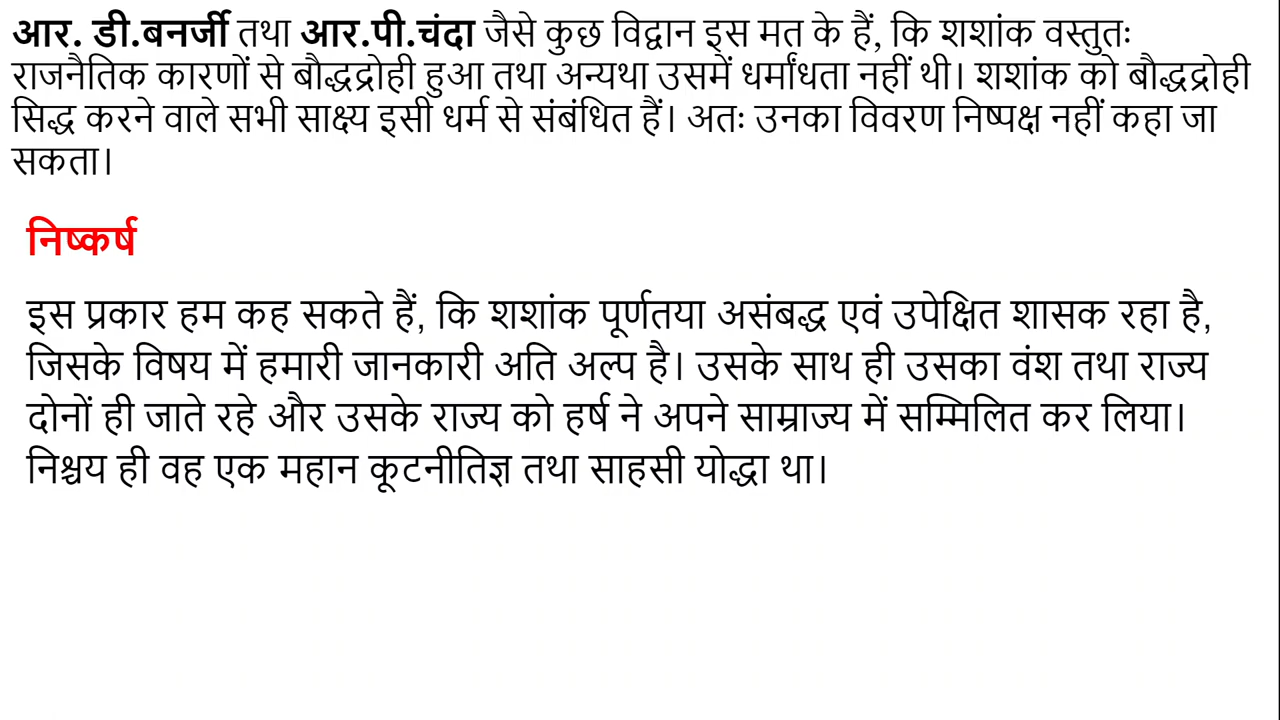 आर. डी.बनर्जी तथा आर.पी.चंदा जैसे कुछ विद्वान इस मत के हैं, कि शशांक वस्तुतः
राजनैतिक कारणों से बौद्धद्रोही हुआ तथा अन्यथा उसमें धर्मांधता नहीं थी। शशांक को बौद्धद्रोही
सिद्ध करने वाले सभी साक्ष्य इसी धर्म से संबंधित हैं। अतः उनका विवरण निष्पक्ष नहीं कहा जा
सकता।
निष्कर्ष
इस प्रकार हम कह सकते हैं, कि शशांक पूर्णतया असंबद्ध एवं उपेक्षित शासक रहा है,
जिसके विषय में हमारी जानकारी अति अल्प है। उसके साथ ही उसका वंश तथा राज्य
दोनों ही जाते रहे और उसके राज्य को हर्ष ने अपने साम्राज्य में सम्मिलित कर लिया।
निश्चय ही वह एक महान कूटनीतिज्ञ तथा साहसी योद्धा था।